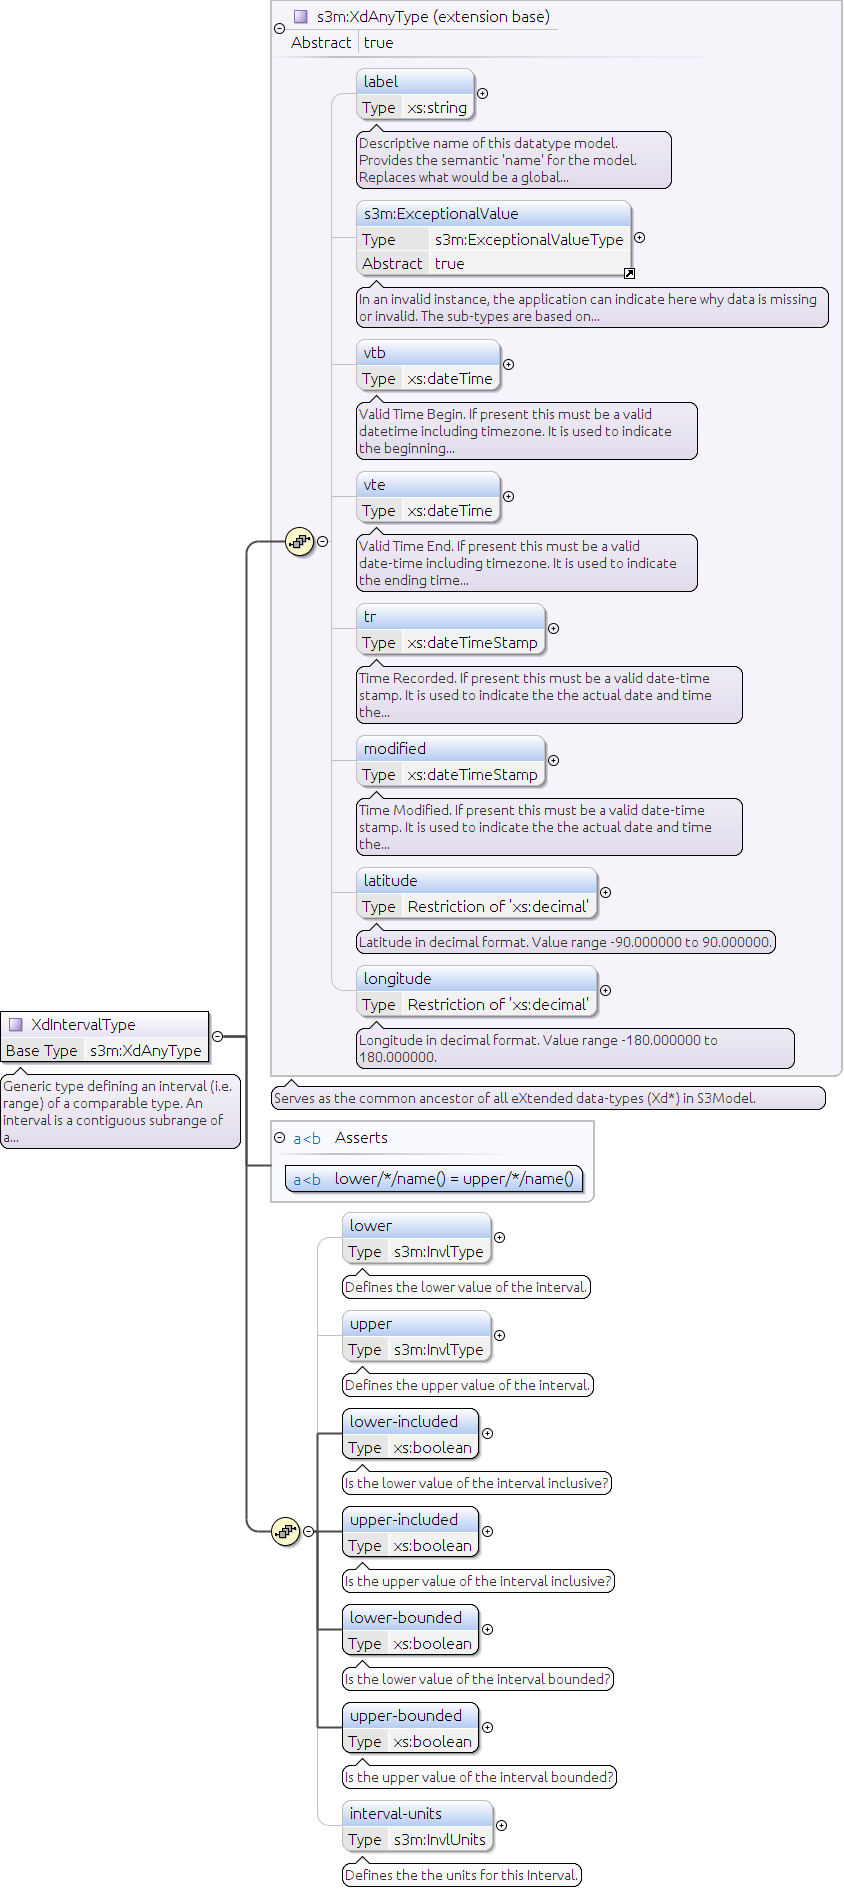 s3m:XdAnyType (extension base)
Abstract true
label
Type xs:string
Descriptive name of this datatype model.
Provides the semantic 'name' for the model.
Replaces what would be a global...
s3m:ExceptionalValue
Type s3m:ExceptionalValueType
Abstract true
In an invalid instance, the application can indicate here why data is missing
or invalid. The sub-types are based on...
vtb
Type xs:dateTime
Valid Time Begin. If present this must be a valid
datetime including timezone. It is used to indicate
the beginning...
vte
Type xs:dateTime
Valid Time End. If present this must be a valid
date-time including timezone. It is used to indicate
the ending time...
tr
Type xs:dateTimeStamp
Time Recorded. If present this must be a valid date-time
stamp. It is used to indicate the the actual date and time
the...
modified
Type xs:dateTimeStamp
Time Modified. If present this must be a valid date-time
stamp. It is used to indicate the the actual date and time
the...
latitude
Type Restriction of 'xs:decimal'
Latitude in decimal format. Value range -90.000000 to 90.000000.
longitude
Type Restriction of 'xs:decimal'
Longitude in decimal format. Value range -180.000000 to
180.000000.
XdIntervalType
Base Type s3m:XdAnyType
Generic type defining an interval (i.e.
range) of a comparable type. An
interval is a contiguous subrange of
a...
Serves as the common ancestor of all eXtended data-types (Xd*) in S3Model.
a<b Asserts
a<b lower/*/name() = upper/*/name()
lower
Type s3m:InvlType
Defines the lower value of the interval.
upper
Type s3m:InvlType
Defines the upper value of the interval.
lower-included
Type xs:boolean
Is the lower value of the interval inclusive?
upper-included
Type xs:boolean
Is the upper value of the interval inclusive?
lower-bounded
Type xs:boolean
Is the lower value of the interval bounded?
upper-bounded
Type xs:boolean
Is the upper value of the interval bounded?
interval-units
Type s3m:InvlUnits
Defines the the units for this Interval.